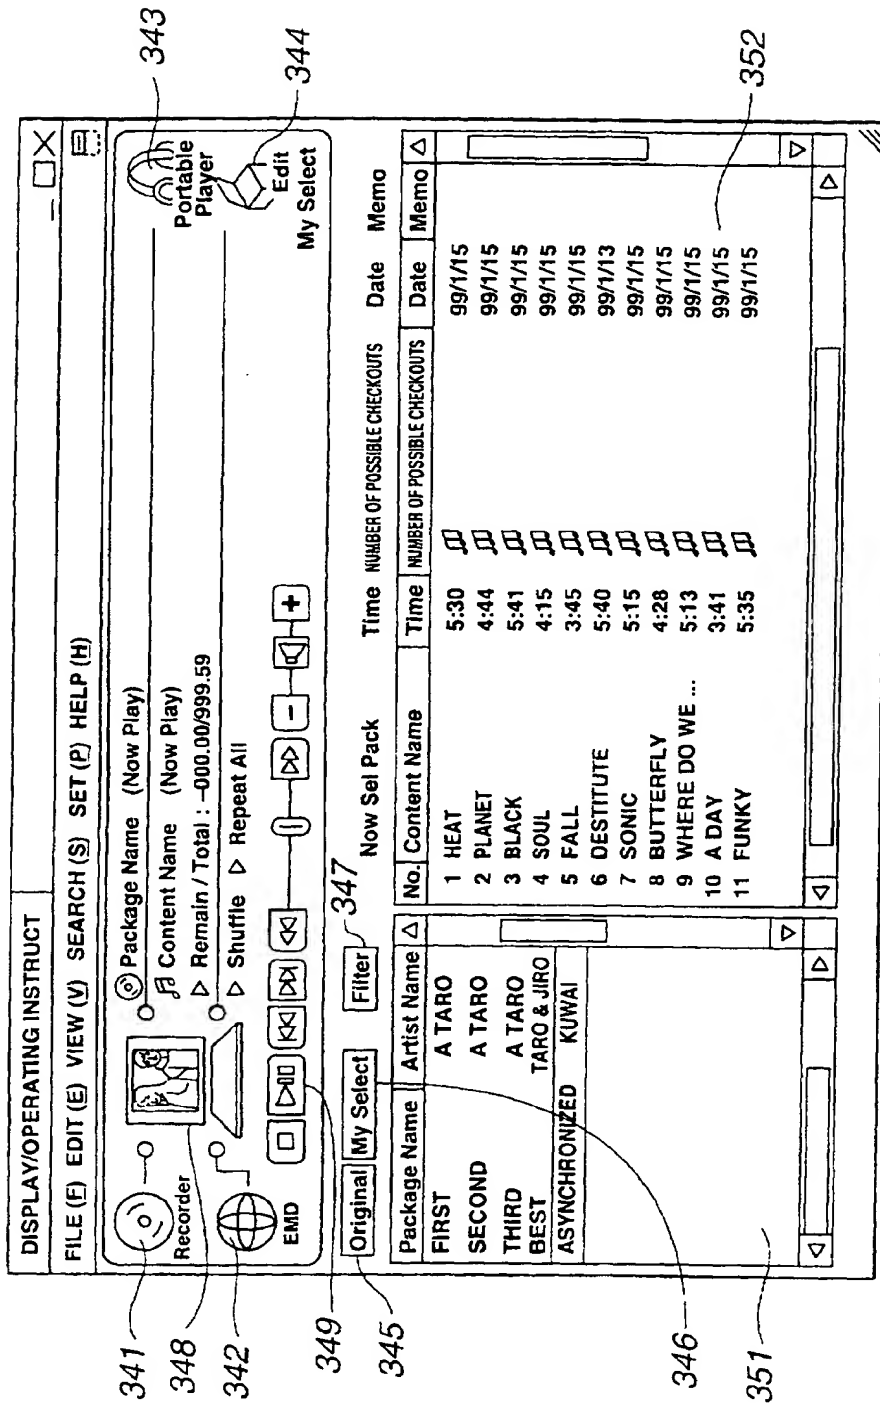 DISPLAY/OPERATING INSTRUCT
FILE (F) EDIT (E) VIEW (V) SEARCH (S) SET (P) HELP (H)
341
Recorder
348
342
EMD
Package Name (Now Play)
Content Name (Now Play)
Remain / Total : –000.00/999.59
Shuffle Repeat All
343
Portable
Player
344
Edit
My Select
349
345
Original
My Select
Filter
347
346
Now Sel Pack Time NUMBER OF POSSIBLE CHECKOUTS Date Memo
Package Name Artist Name
FIRST A TARO
SECOND A TARO
THIRD A TARO
BEST TARO & JIRO
ASYNCHRONIZED KUWAI
351
No. Content Name Time NUMBER OF POSSIBLE CHECKOUTS Date Memo
1 HEAT 5:30 99/1/15
2 PLANET 4:44 99/1/15
3 BLACK 5:41 99/1/15
4 SOUL 4:15 99/1/15
5 FALL 3:45 99/1/15
6 DESTITUTE 5:40 99/1/13
7 SONIC 5:15 99/1/15
8 BUTTERFLY 4:28 99/1/15
9 WHERE DO WE ... 5:13 99/1/15
10 A DAY 3:41 99/1/15
11 FUNKY 5:35 99/1/15
352